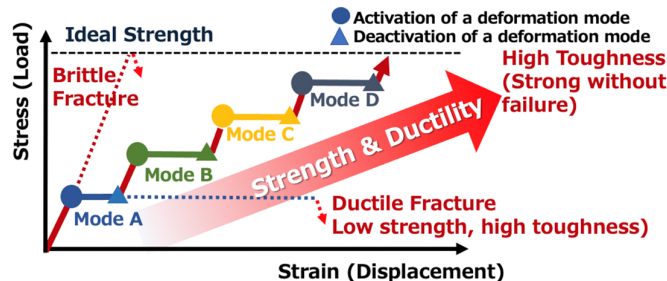 Activation of a deformation mode
Deactivation of a deformation mode
Ideal Strength
High Toughness
(Strong without
failure)
Brittle
Fracture
Mode D
Mode C
Mode B
Mode A
Strength & Ductility
Ductile Fracture
Low strength, high toughness)
Stress (Load)
Strain (Displacement)